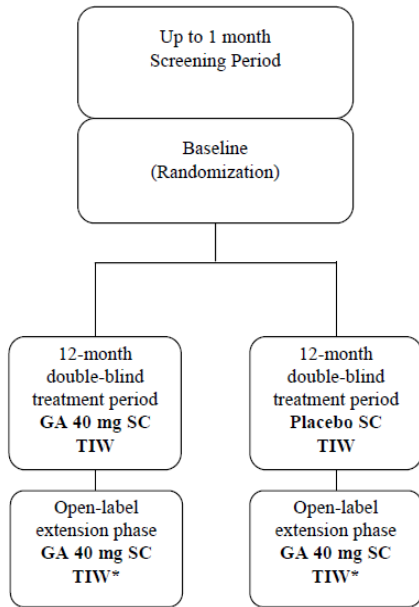 Up to 1 month
Screening Period
Baseline
(Randomization)
12-month
double-blind
treatment period
GA 40 mg SC
TIW
12-month
double-blind
treatment period
Placebo SC
TIW
Open-label
extension phase
GA 40 mg SC
TIW*
Open-label
extension phase
GA 40 mg SC
TIW*